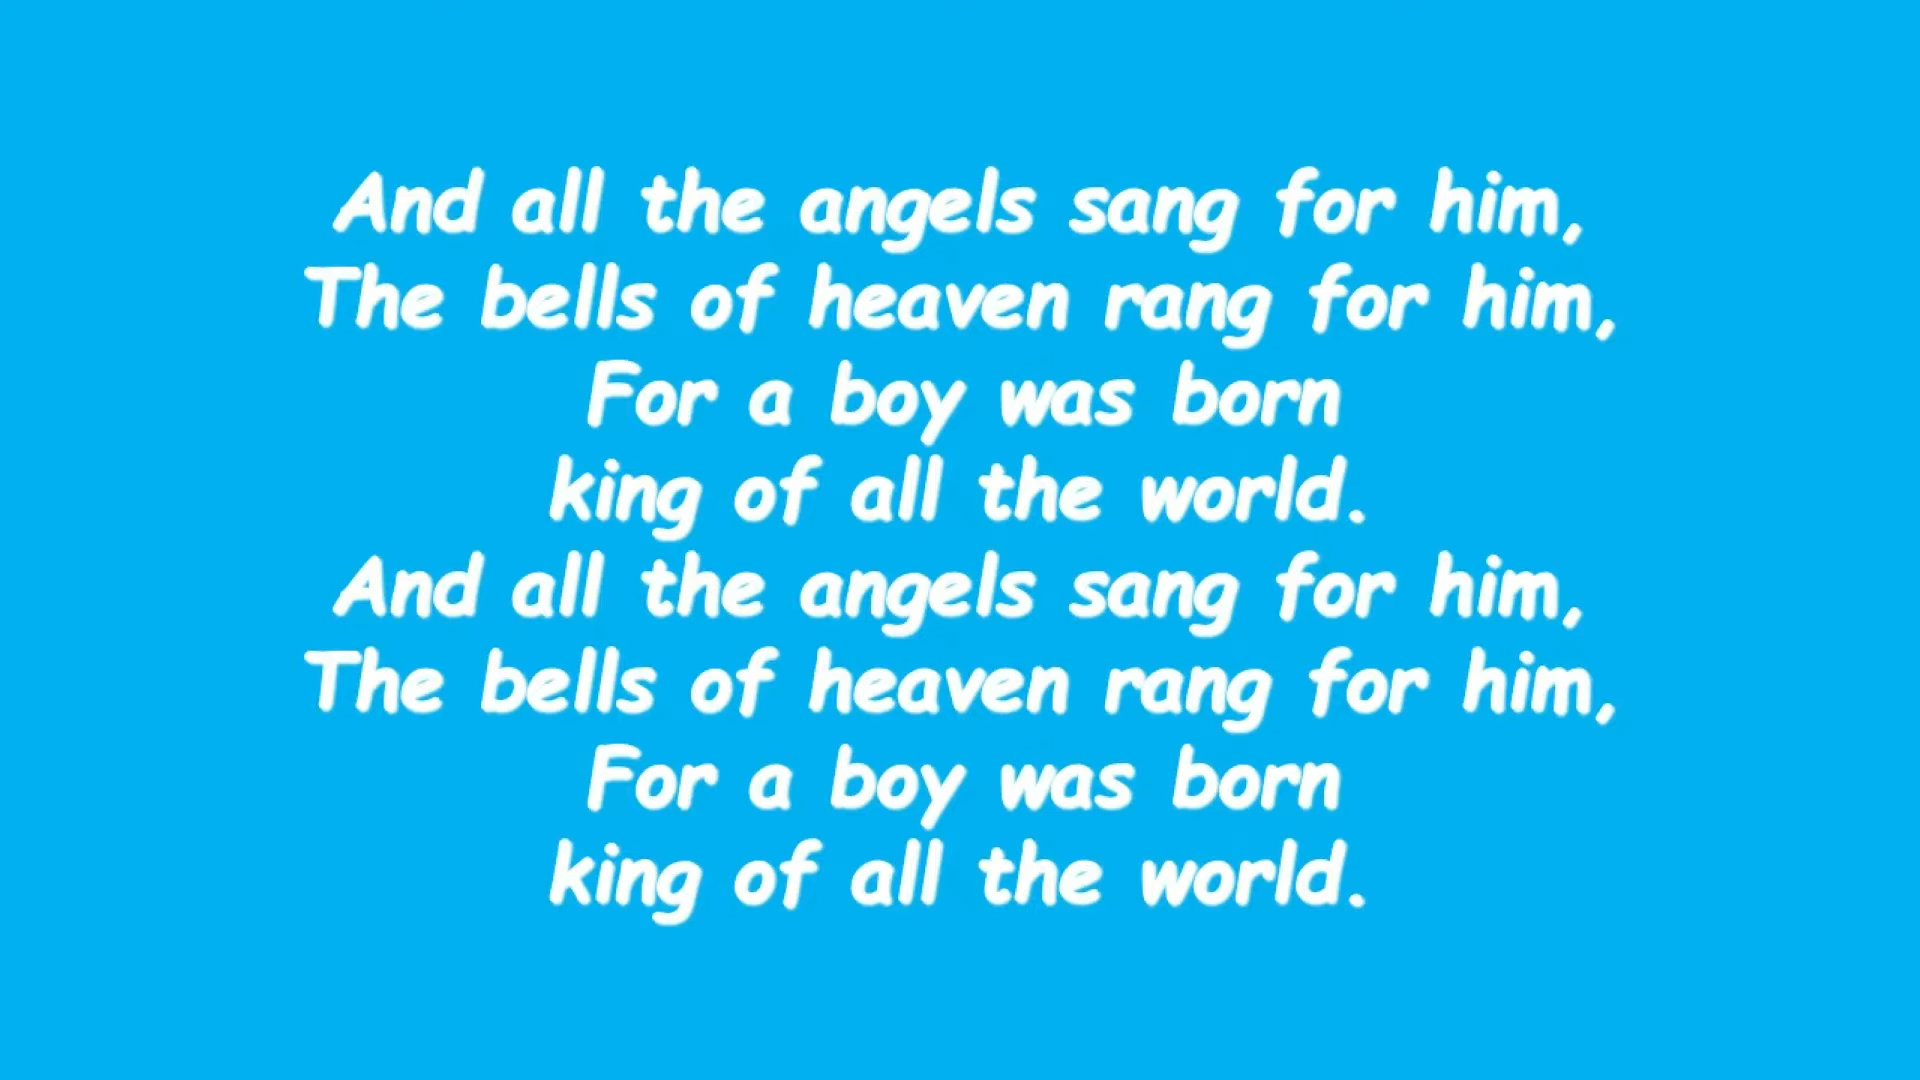 And all the angels sang for him,
The bells of heaven rang for him,
For a boy was born
king of all the world.
And all the angels sang for him,
The bells of heaven rang for him,
For a boy was born
king of all the world.